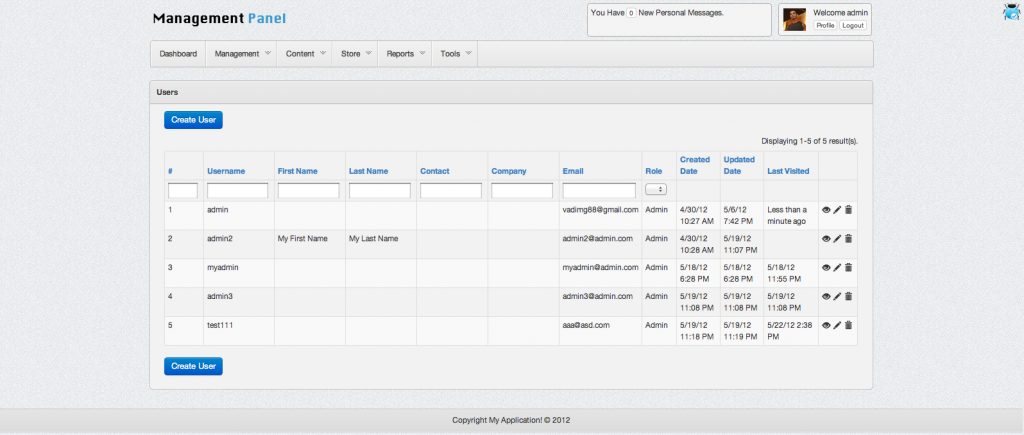 Management Panel
You Have 0 New Personal Messages.
Welcome admin
Profile Logout
Dashboard Management Content Store Reports Tools
Users
Create User
Displaying 1-5 of 5 result(s).
# Username First Name Last Name Contact Company Email Role Created Date Updated Date Last Visited
1 admin vadimg88@gmail.com Admin 4/30/12 10:27 AM 5/6/12 7:42 PM Less than a minute ago
2 admin2 My First Name My Last Name admin2@admin.com Admin 4/30/12 10:28 AM 5/19/12 11:07 PM
3 myadmin myadmin@admin.com Admin 5/18/12 6:28 PM 5/18/12 6:28 PM 5/18/12 11:55 PM
4 admin3 admin3@admin.com Admin 5/19/12 11:08 PM 5/19/12 11:08 PM 5/19/12 11:08 PM
5 test111 aaa@asd.com Admin 5/19/12 11:18 PM 5/19/12 11:19 PM 5/22/12 2:38 PM
Create User
Copyright My Application! © 2012